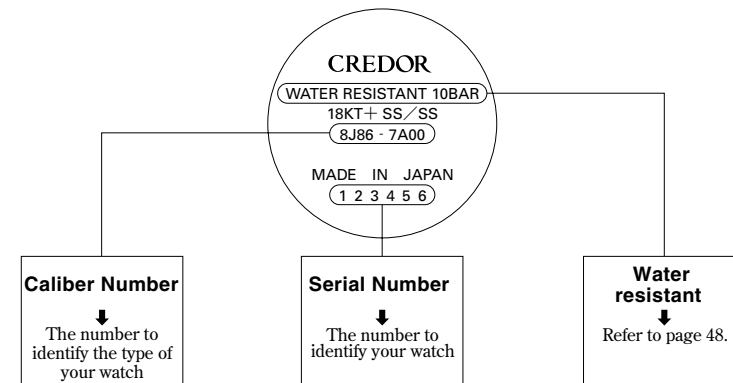 CREDOR
WATER RESISTANT 10BAR
18KT+ SS/SS
8J86 - 7A00
MADE IN JAPAN
1 2 3 4 5 6
Caliber Number
The number to
identify the type of
your watch
Serial Number
The number to
identify your watch
Water
resistant
Refer to page 48.